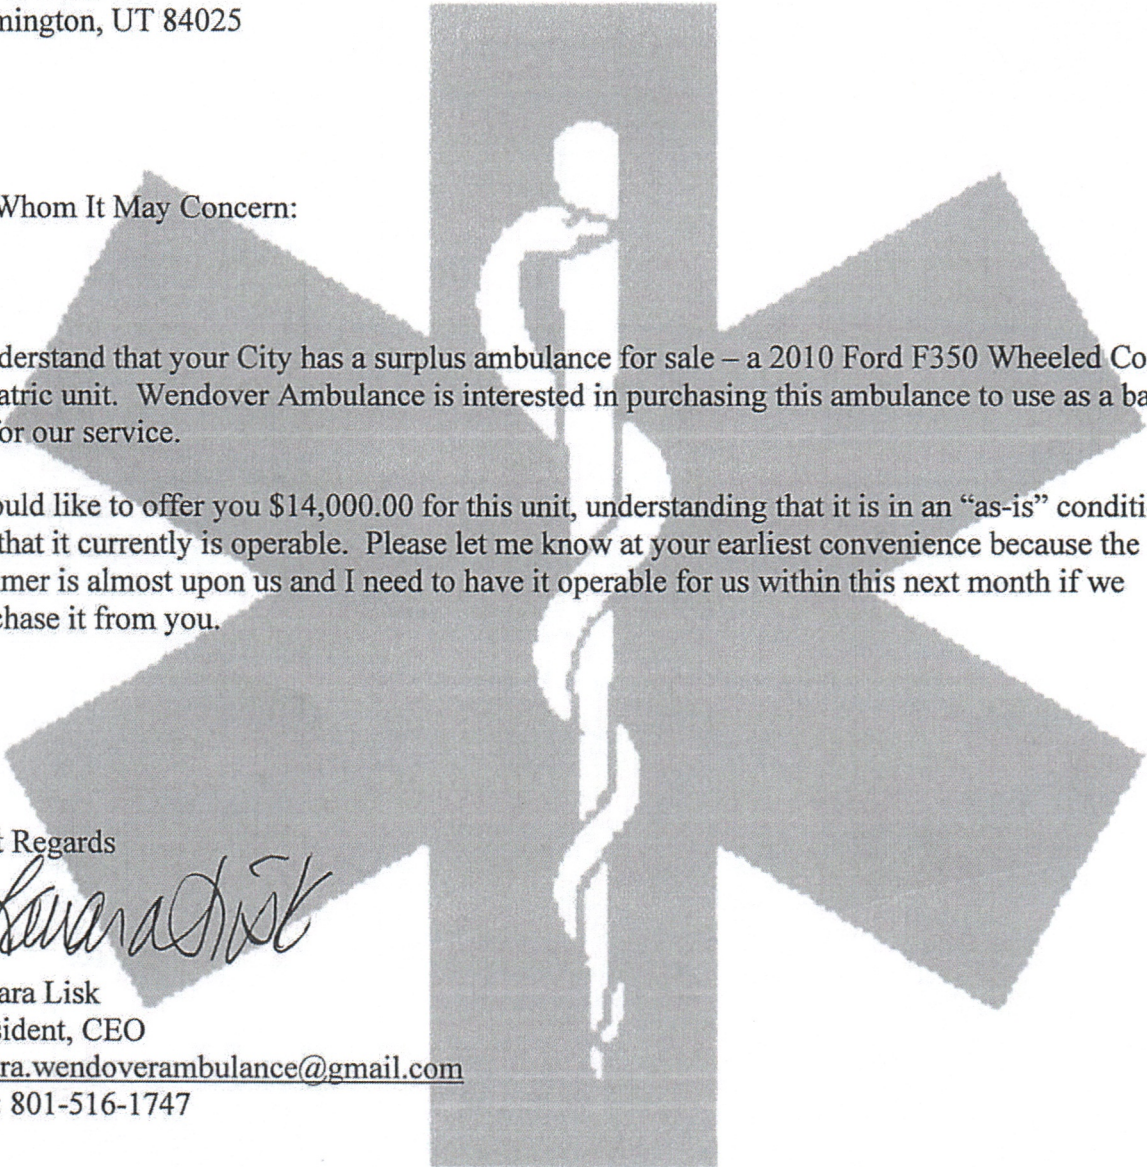 mington, UT 84025
Whom It May Concern:
derstand that your City has a surplus ambulance for sale – a 2010 Ford F350 Wheeled Co
atric unit.  Wendover Ambulance is interested in purchasing this ambulance to use as a ba
for our service.
ould like to offer you $14,000.00 for this unit, understanding that it is in an “as-is” conditi
that it currently is operable.  Please let me know at your earliest convenience because the
mer is almost upon us and I need to have it operable for us within this next month if we
chase it from you.
t Regards
ara Lisk
sident, CEO
ra.wendoverambulance@gmail.com
: 801-516-1747